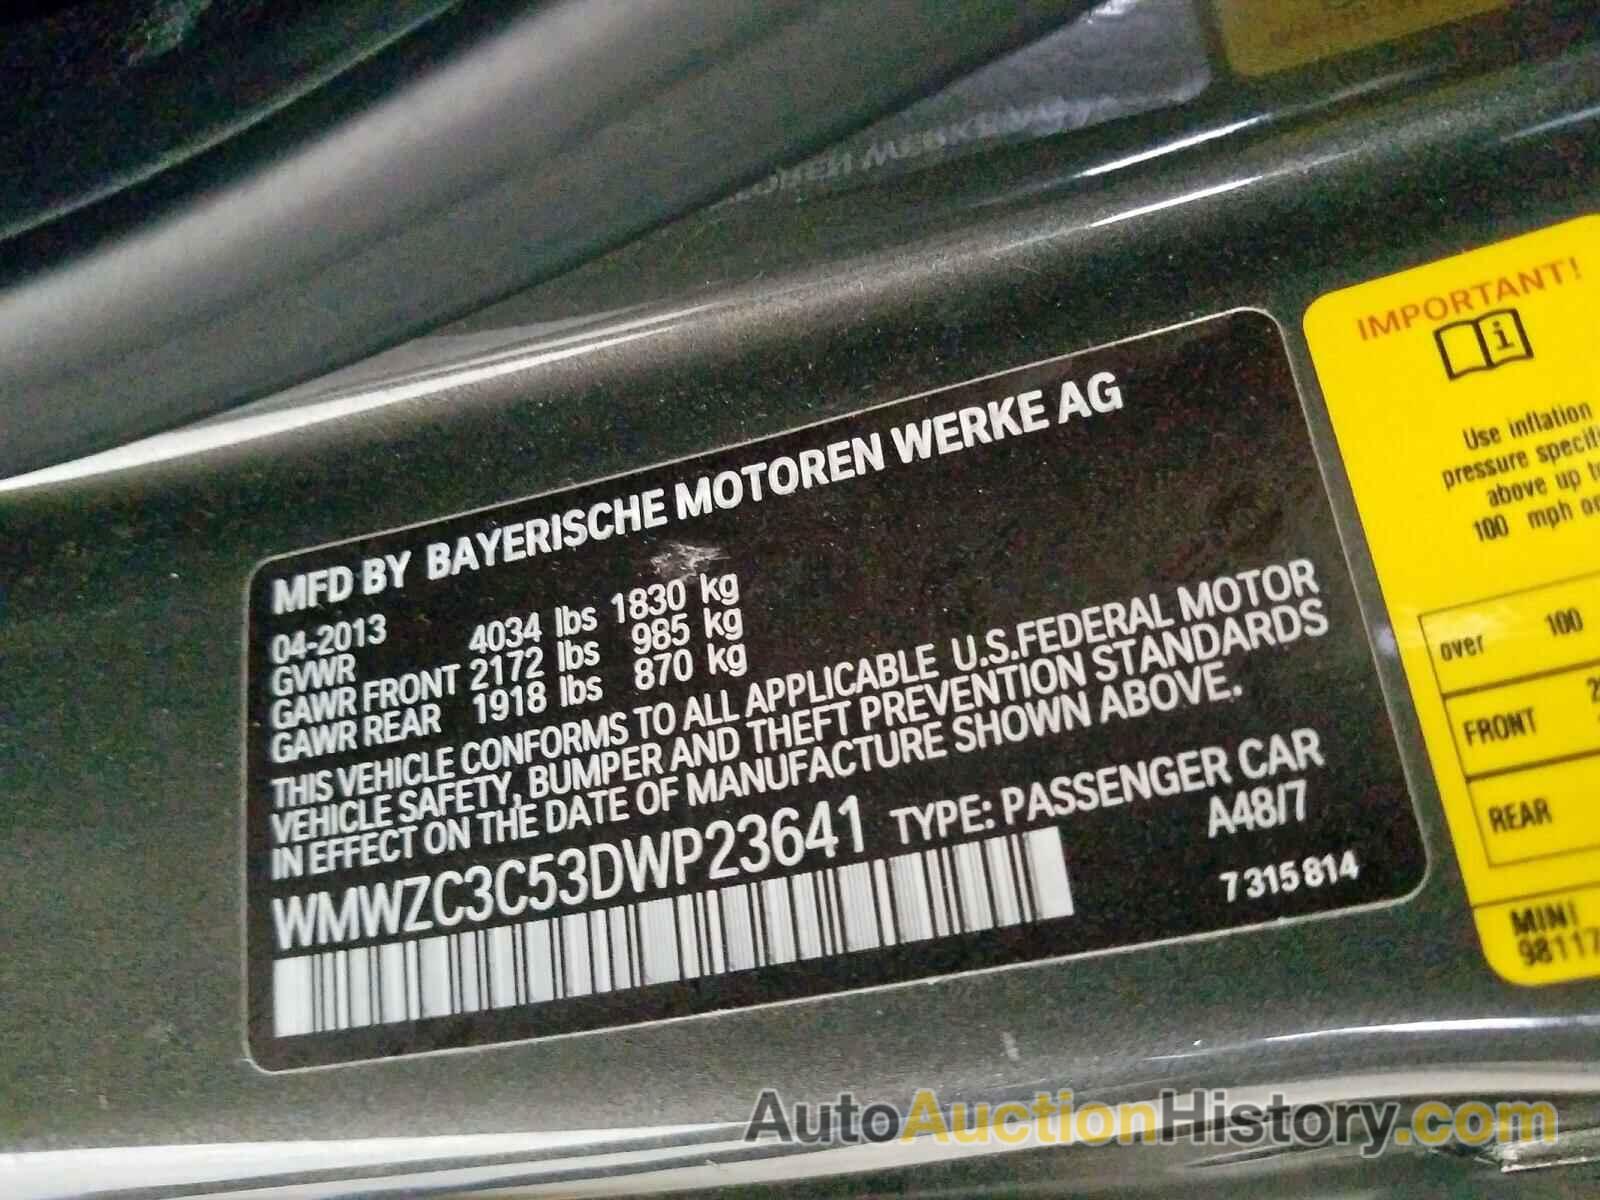 MFD BY BAYERISCHE MOTOREN WERKE AG
04-2013
GVWR 4034 lbs 1830 kg
GAWR FRONT 2172 lbs 985 kg
GAWR REAR 1918 lbs 870 kg
THIS VEHICLE CONFORMS TO ALL APPLICABLE U.S.FEDERAL MOTOR
VEHICLE SAFETY, BUMPER AND THEFT PREVENTION STANDARDS
IN EFFECT ON THE DATE OF MANUFACTURE SHOWN ABOVE.
WMWZC3C53DWP23641 TYPE: PASSENGER CAR
A48/7
7 315 814
IMPORTANT!
i
Use inflation
pressure
above up
100 mph
over 100
FRONT
REAR
MINI
98117
AutoAuctionHistory.com